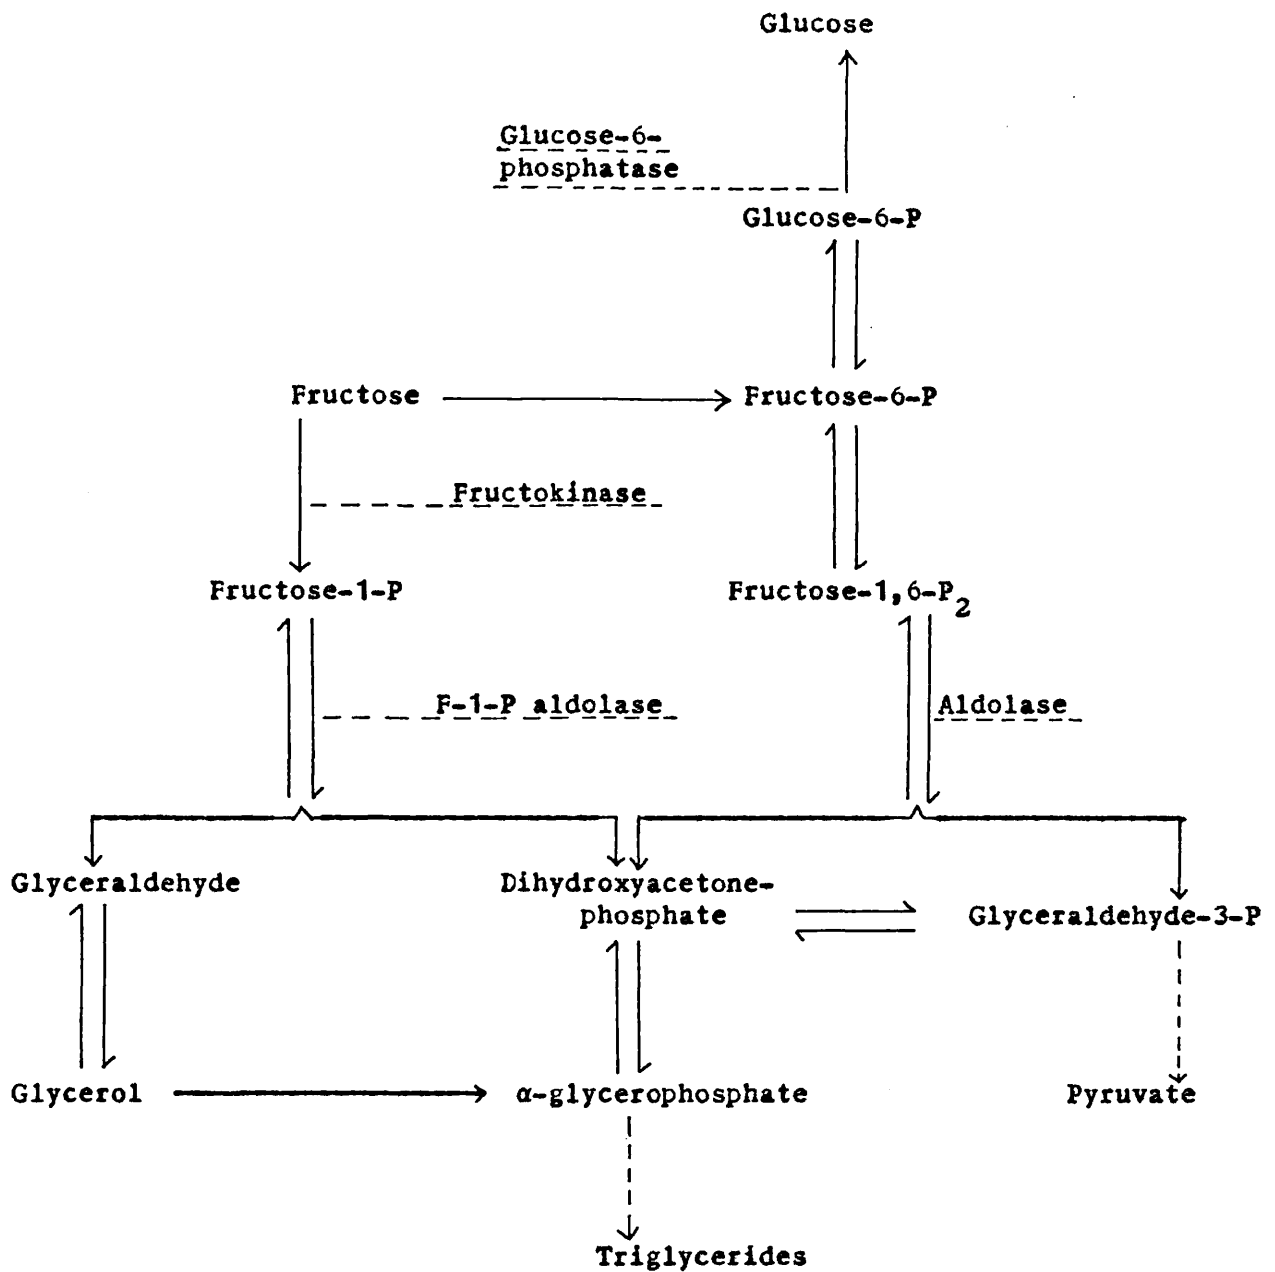 Glucose
Glucose-6-
phosphatase
Glucose-6-P
Fructose
Fructose-6-P
Fructokinase
Fructose-1-P
Fructose-1,6-P2
F-1-P aldolase
Aldolase
Glyceraldehyde
Dihydroxyacetone-
phosphate
Glyceraldehyde-3-P
Glycerol
α-glycerophosphate
Pyruvate
Triglycerides